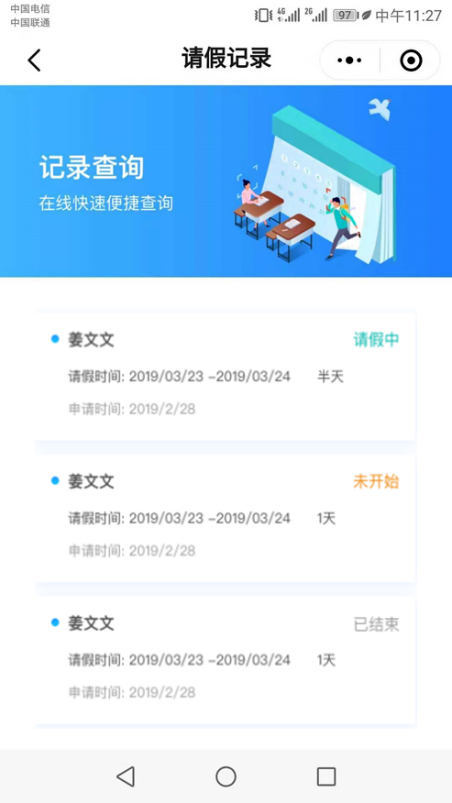 中国电信
中国联通
4G
2G
97
中午11:27
请假记录
记录查询
在线快速便捷查询
姜文文
请假中
请假时间: 2019/03/23 -2019/03/24 半天
申请时间: 2019/2/28
姜文文
未开始
请假时间: 2019/03/23 -2019/03/24 1天
申请时间: 2019/2/28
姜文文
已结束
请假时间: 2019/03/23 -2019/03/24 1天
申请时间: 2019/2/28